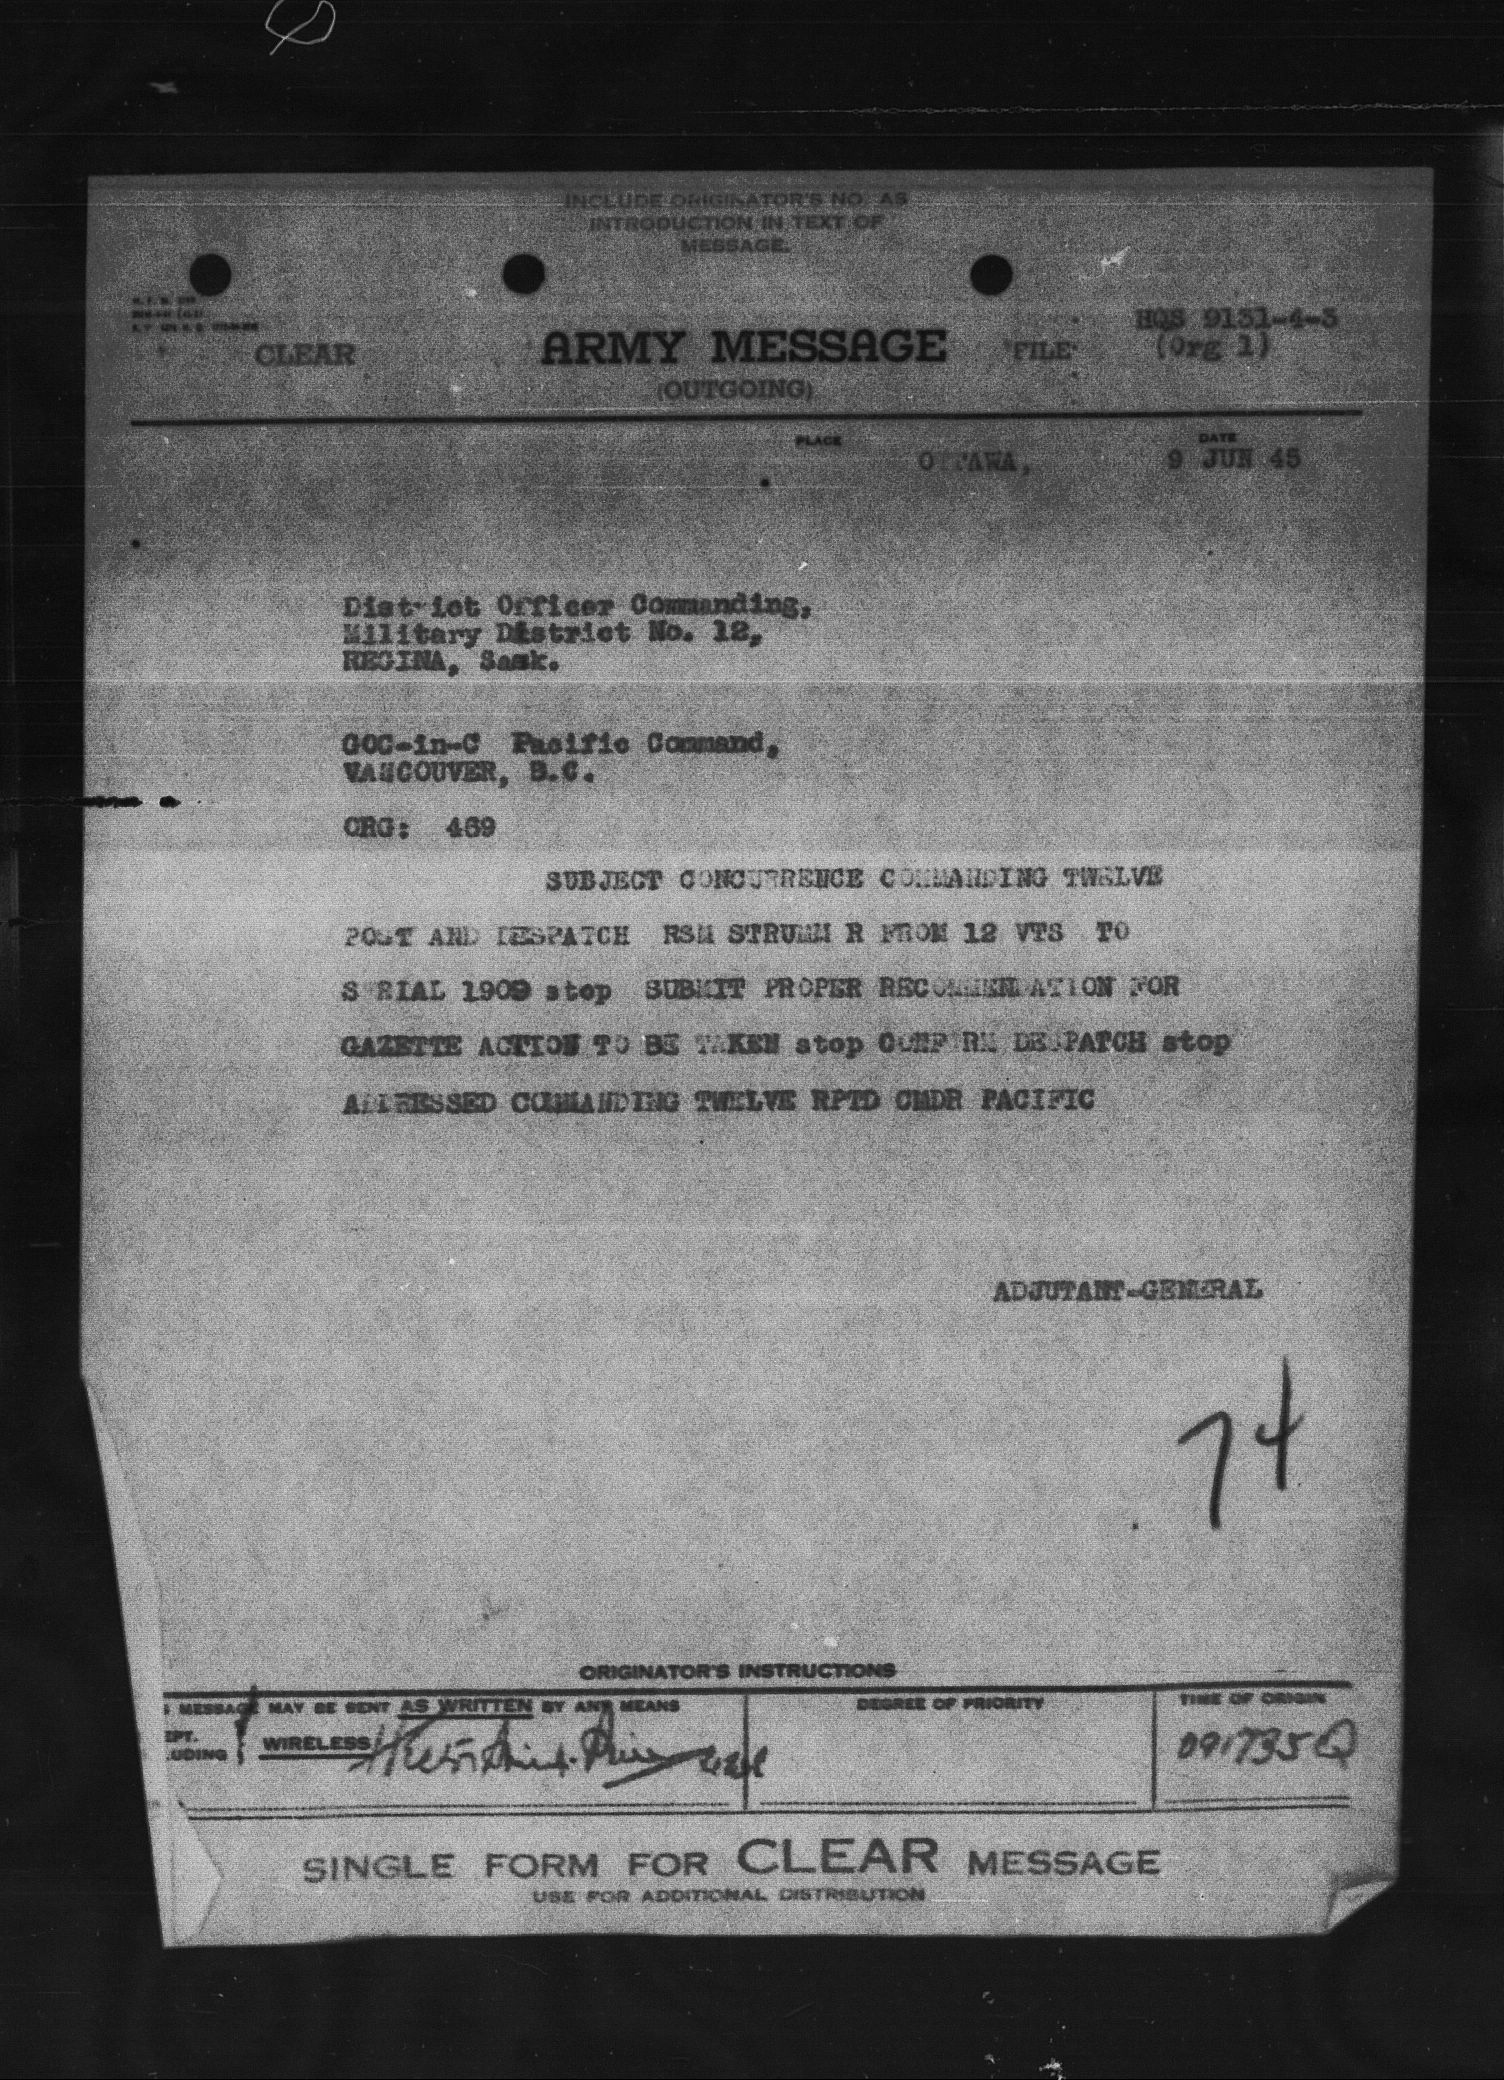 INCLUDE ORIGINATOR'S NO. AS
INTRODUCTION IN TEXT OF
MESSAGE.
CLEAR
ARMY MESSAGE
(OUTGOING)
FILE
HQS 9131-4-3
(Org 1)
PLACE
OTTAWA,
DATE
9 JUN 45
District Officer Commanding,
Military District No. 12,
REGINA, Sask.
GOC-in-C Pacific Command,
VANCOUVER, B.C.
ORG: 469
SUBJECT CONCURRENCE COMMANDING TWELVE
POST AND DESPATCH RSM STRUMM R FROM 12 VTS TO
SERIAL 1909 stop SUBMIT PROPER RECOMMENDATION FOR
GAZETTE ACTION TO BE TAKEN stop CONFIRM DESPATCH stop
ADDRESSED COMMANDING TWELVE RPTD CMDR PACIFIC
ADJUTANT-GENERAL
74
ORIGINATOR'S INSTRUCTIONS
MESSAGE MAY BE SENT AS WRITTEN BY ANY MEANS
EPT.
LUDING
WIRELESS
DEGREE OF PRIORITY
TIME OF ORIGIN
091735Q
SINGLE FORM FOR CLEAR MESSAGE
USE FOR ADDITIONAL DISTRIBUTION